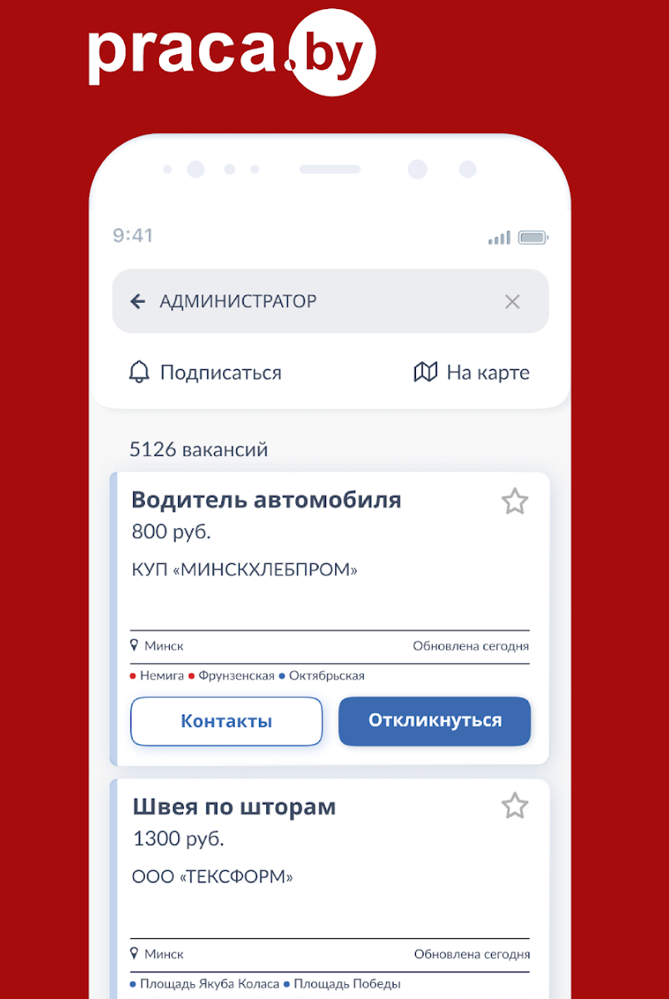 praca.by
9:41
АДМИНИСТРАТОР
Подписаться На карте
5126 вакансий
Водитель автомобиля
800 руб.
КУП «МИНСКХЛЕБПРОМ»
Минск Обновлена сегодня
Немига Фрунзенская Октябрьская
Контакты Откликнуться
Швея по шторам
1300 руб.
ООО «ТЕКСФОРМ»
Минск Обновлена сегодня
Площадь Якуба Коласа Площадь Победы